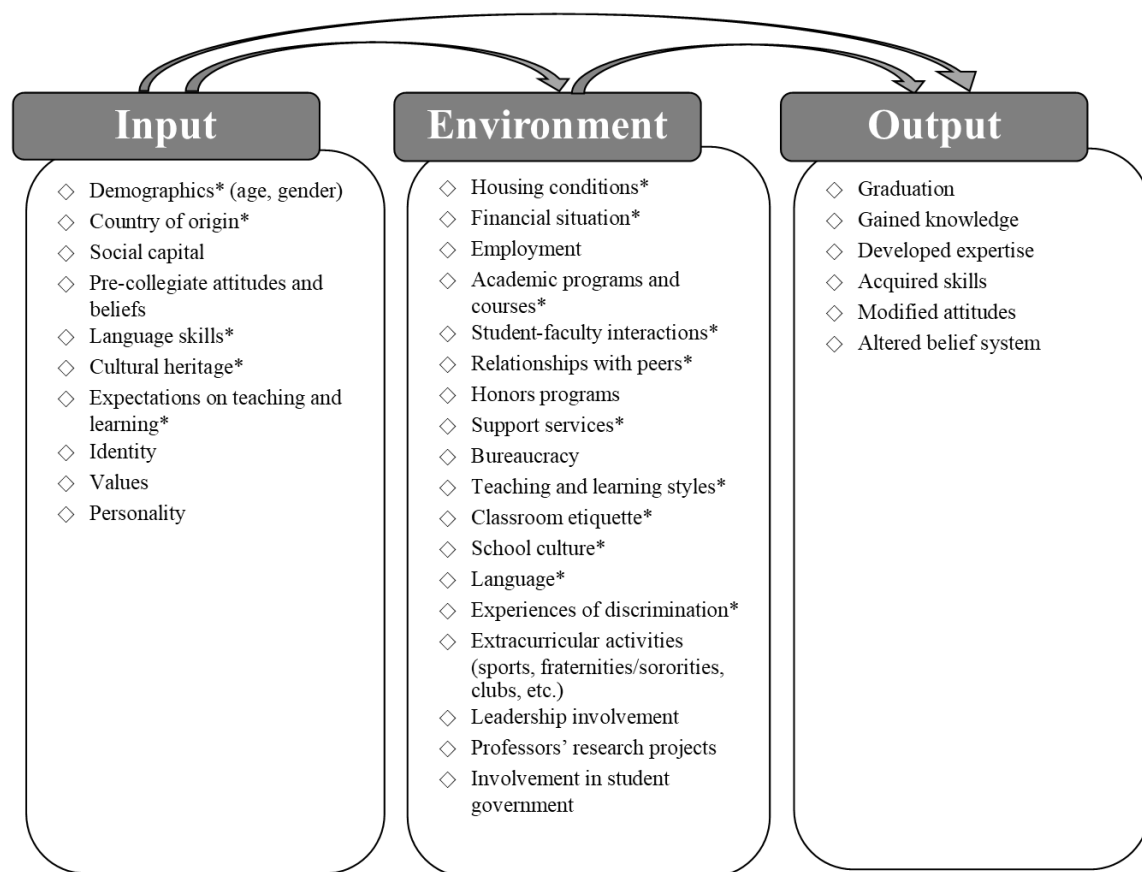 Input
◇ Demographics* (age, gender)
◇ Country of origin*
◇ Social capital
◇ Pre-collegiate attitudes and
beliefs
◇ Language skills*
◇ Cultural heritage*
◇ Expectations on teaching and
learning*
◇ Identity
◇ Values
◇ Personality
Environment
◇ Housing conditions*
◇ Financial situation*
◇ Employment
◇ Academic programs and
courses*
◇ Student-faculty interactions*
◇ Relationships with peers*
◇ Honors programs
◇ Support services*
◇ Bureaucracy
◇ Teaching and learning styles*
◇ Classroom etiquette*
◇ School culture*
◇ Language*
◇ Experiences of discrimination*
◇ Extracurricular activities
(sports, fraternities/sororities,
clubs, etc.)
◇ Leadership involvement
◇ Professors’ research projects
◇ Involvement in student
government
Output
◇ Graduation
◇ Gained knowledge
◇ Developed expertise
◇ Acquired skills
◇ Modified attitudes
◇ Altered belief system